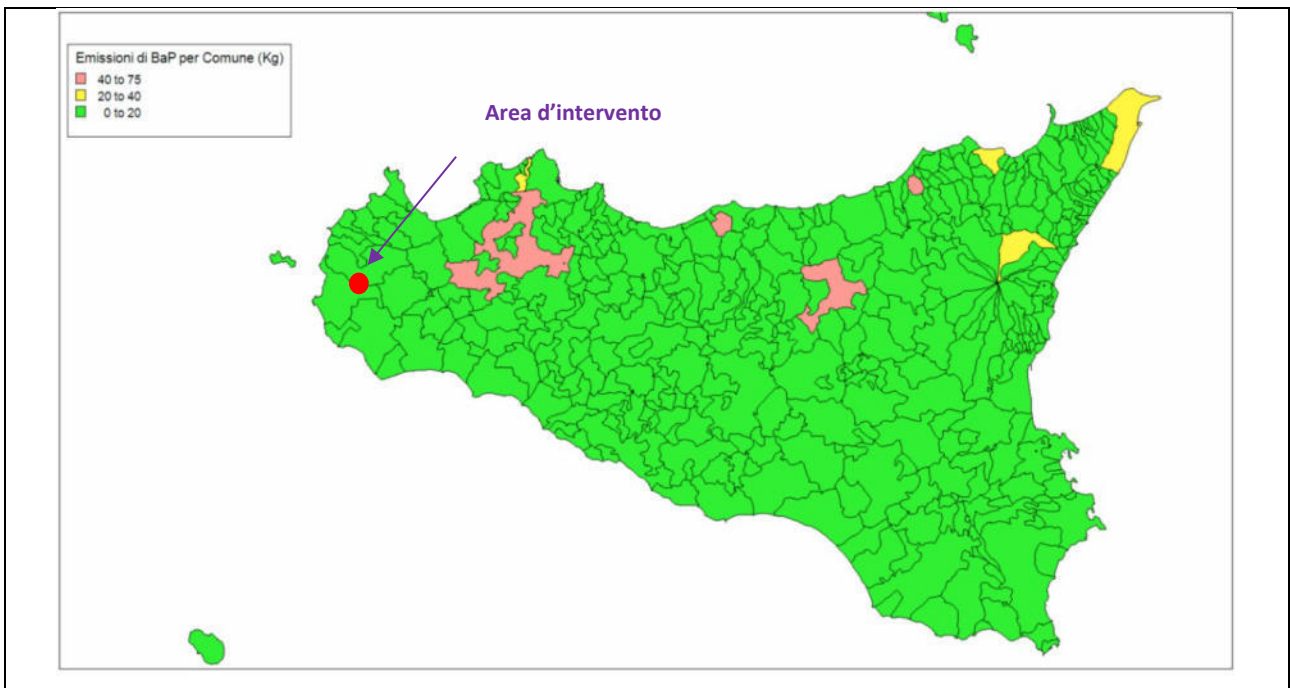 Emissioni di BaP per Comune (Kg)
40 to 75
20 to 40
0 to 20
Area d’intervento